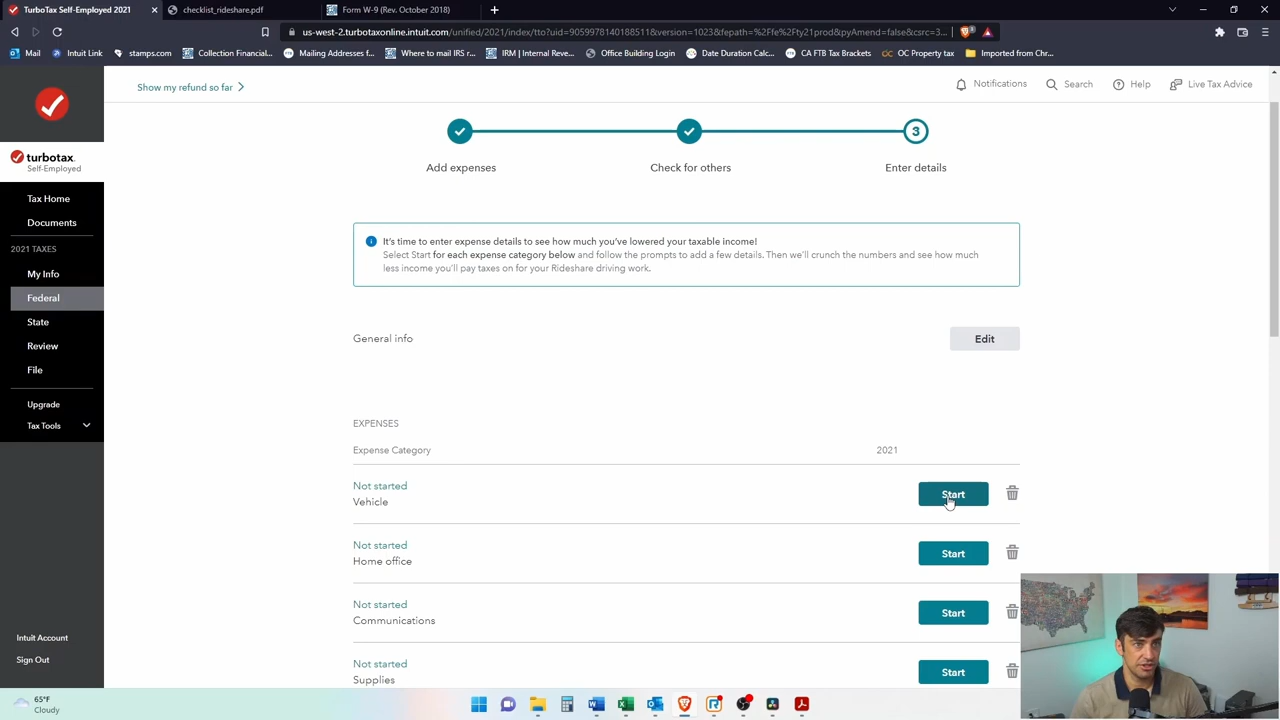 TurboTax Self-Employed 2021
checklist_rideshare.pdf
Form W-9 (Rev. October 2018)
us-west-2.turbotaxonline.intuit.com/unified/2021/index/tto?uid=9059978140188511&version=1023&fepath=%2Ffe%2Fty21prod&pyAmend=false&csrc=3...
Mail
Intuit Link
stamps.com
Collection Financial...
Mailing Addresses f...
Where to mail IRS r...
IRM | Internal Reve...
Office Building Login
Date Duration Calc...
CA FTB Tax Brackets
OC Property tax
Imported from Chr...
Show my refund so far
Notifications
Search
Help
Live Tax Advice
turbotax
Self-Employed
Tax Home
Documents
2021 TAXES
My Info
Federal
State
Review
File
Upgrade
Tax Tools
Intuit Account
Sign Out
3
Add expenses
Check for others
Enter details
It's time to enter expense details to see how much you've lowered your taxable income!
Select Start for each expense category below and follow the prompts to add a few details. Then we'll crunch the numbers and see how much
less income you'll pay taxes on for your Rideshare driving work.
General info
Edit
EXPENSES
Expense Category
2021
Not started
Vehicle
Start
Not started
Home office
Start
Not started
Communications
Start
Not started
Supplies
Start
65°F
Cloudy